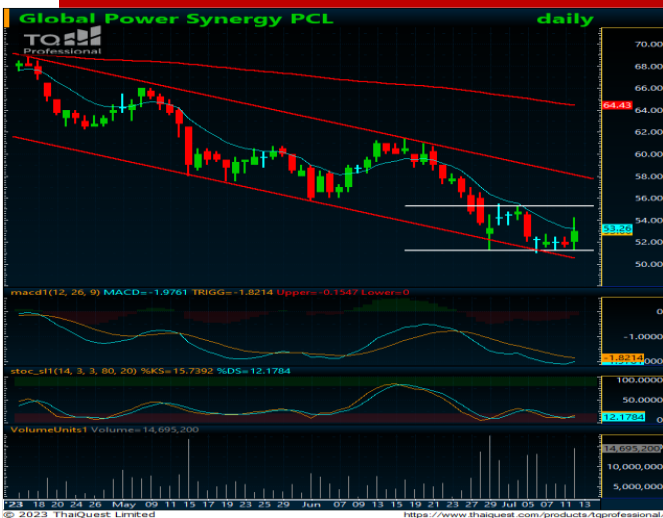 Global Power Synergy PCL daily
TQ
Professional
70.00
68.00
66.00
64.43
62.00
60.00
58.00
56.00
54.00
53.26
52.00
50.00
macd1(12, 26, 9) MACD=-1.9761 TRIGG=-1.8214 Upper=-0.1547 Lower=0
0
-1.0000
-1.8214
stoc_sl1(14, 3, 3, 80, 20) %KS=15.7392 %DS=12.1784
100.0000
50.0000
12.1784
0
VolumeUnits1 Volume=14,695,200
14,695,200
10,000,000
5,000,000
'23 18 20 24 26 May 09 11 15 17 19 23 25 29 Jun 07 09 13 15 19 21 23 27 29 Jul 05 07 11 13
© 2023 ThaiQuest Limited https://www.thaiquest.com/products/tqprofessional